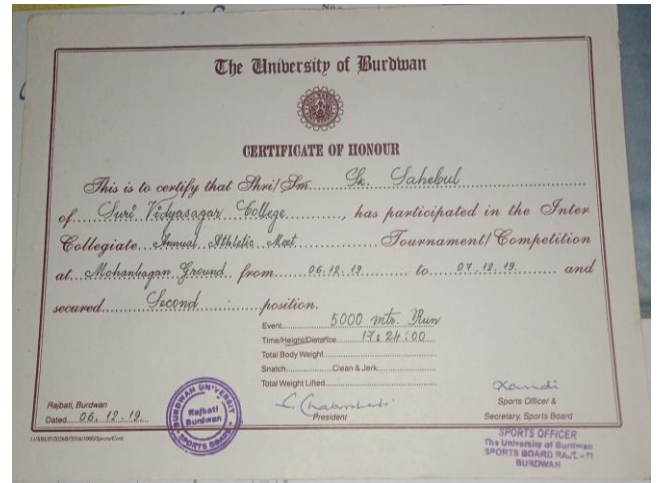 No.
The University of Burdwan
CERTIFICATE OF HONOUR
This is to certify that Shri/Sm. Sk. Sahebul
of Suri Vidyasagar College, has participated in the Inter
Collegiate Annual Athletic Meet Tournament/Competition
at Mohanbagan Ground from 06.12.19 to 07.12.19 and
secured Second position.
Event 5000 mtr. Run
Time/Height/Distance 17:24:00
Total Body Weight
Snatch Clean & Jerk
Total Weight Lifted
Rajbati, Burdwan
Dated 06.12.19
BURDWAN UNIVERSITY
Rajbati
Burdwan
SPORTS BOARD
President
Sports Officer &
Secretary, Sports Board
SPORTS OFFICER
The University of Burdwan
SPORTS BOARD
BURDWAN